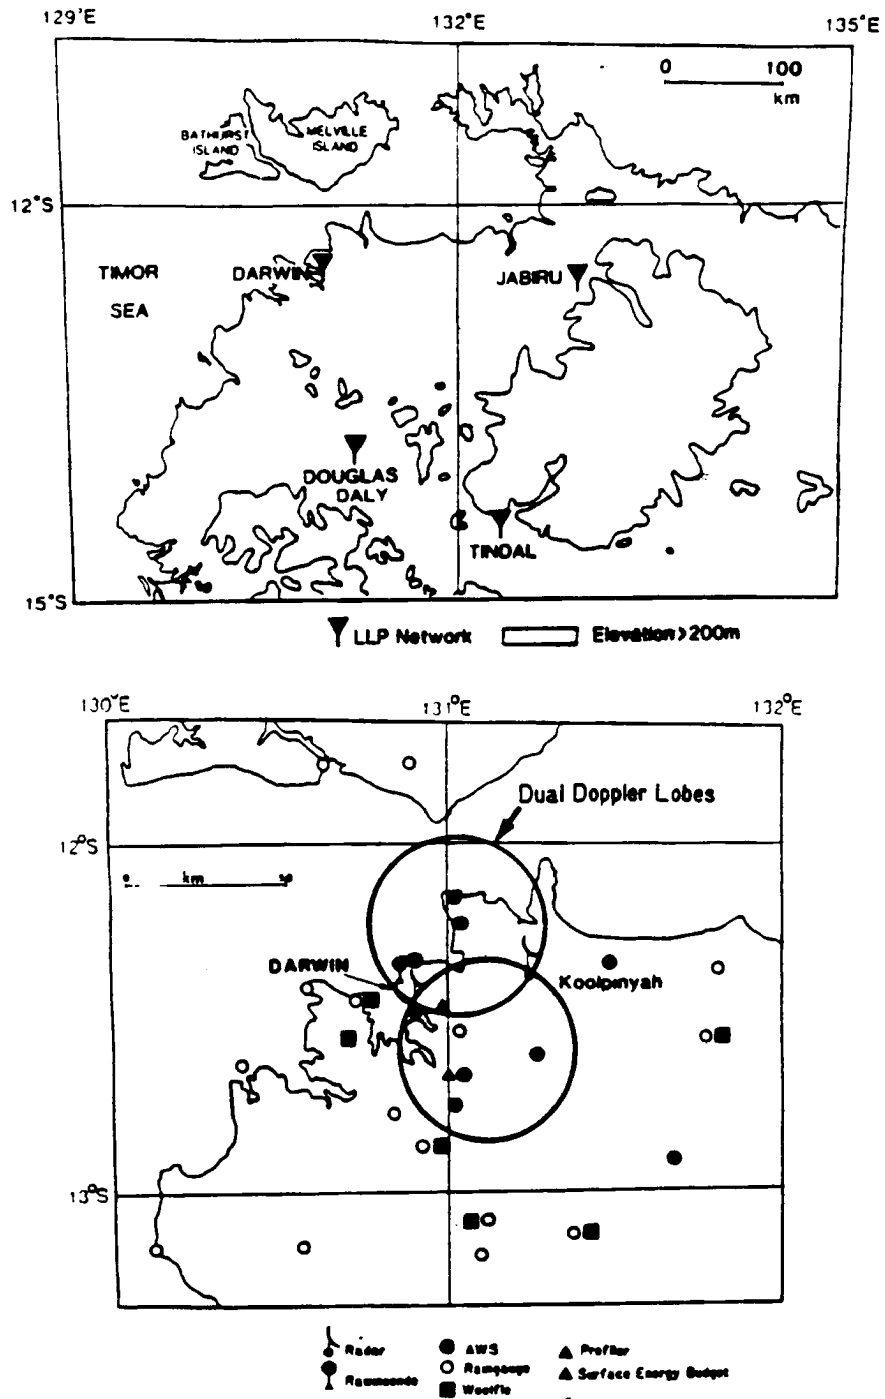 129°E 132°E 135°E
0 100
km
BATHURST
ISLAND
MELVILLE
ISLAND
12°S
TIMOR
SEA
DARWIN
JABIRU
DOUGLAS
DALY
TINDAL
15°S
LLP Network Elevation>200m
130°E 131°E 132°E
Dual Doppler Lobes
12°S
km
DARWIN
Koolpinyah
13°S
Radar AWS Profiler
Raingauge Surface Energy Budget